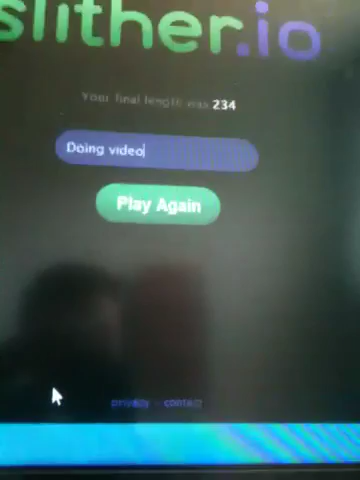 slither.io
Your final length was 234
Doing video
Play Again
privacy - contact